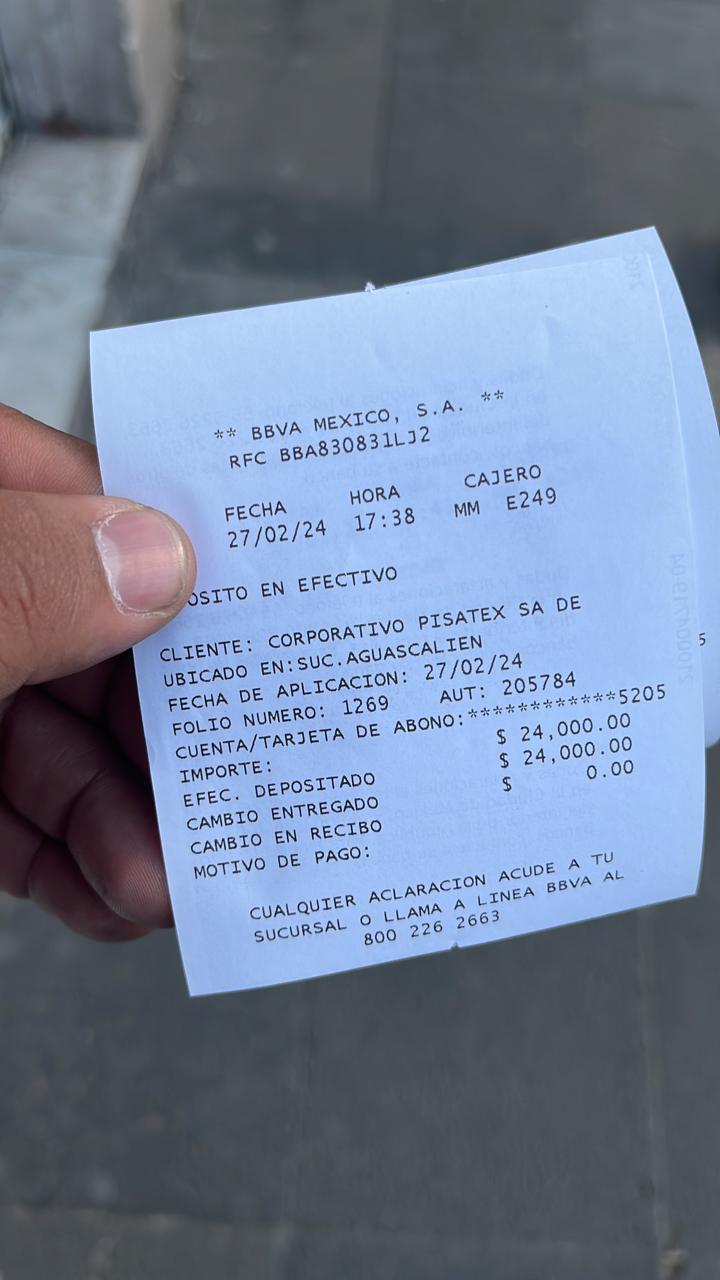 ** BBVA MEXICO, S.A. **
RFC BBA830831LJ2
FECHA HORA CAJERO
27/02/24 17:38 MM E249
OSITO EN EFECTIVO
CLIENTE: CORPORATIVO PISATEX SA DE
UBICADO EN:SUC.AGUASCALIEN
FECHA DE APLICACION: 27/02/24
FOLIO NUMERO: 1269 AUT: 205784
CUENTA/TARJETA DE ABONO:************5205
IMPORTE: $ 24,000.00
EFEC. DEPOSITADO $ 24,000.00
CAMBIO ENTREGADO $ 0.00
CAMBIO EN RECIBO
MOTIVO DE PAGO:
CUALQUIER ACLARACION ACUDE A TU
SUCURSAL O LLAMA A LINEA BBVA AL
800 226 2663
5